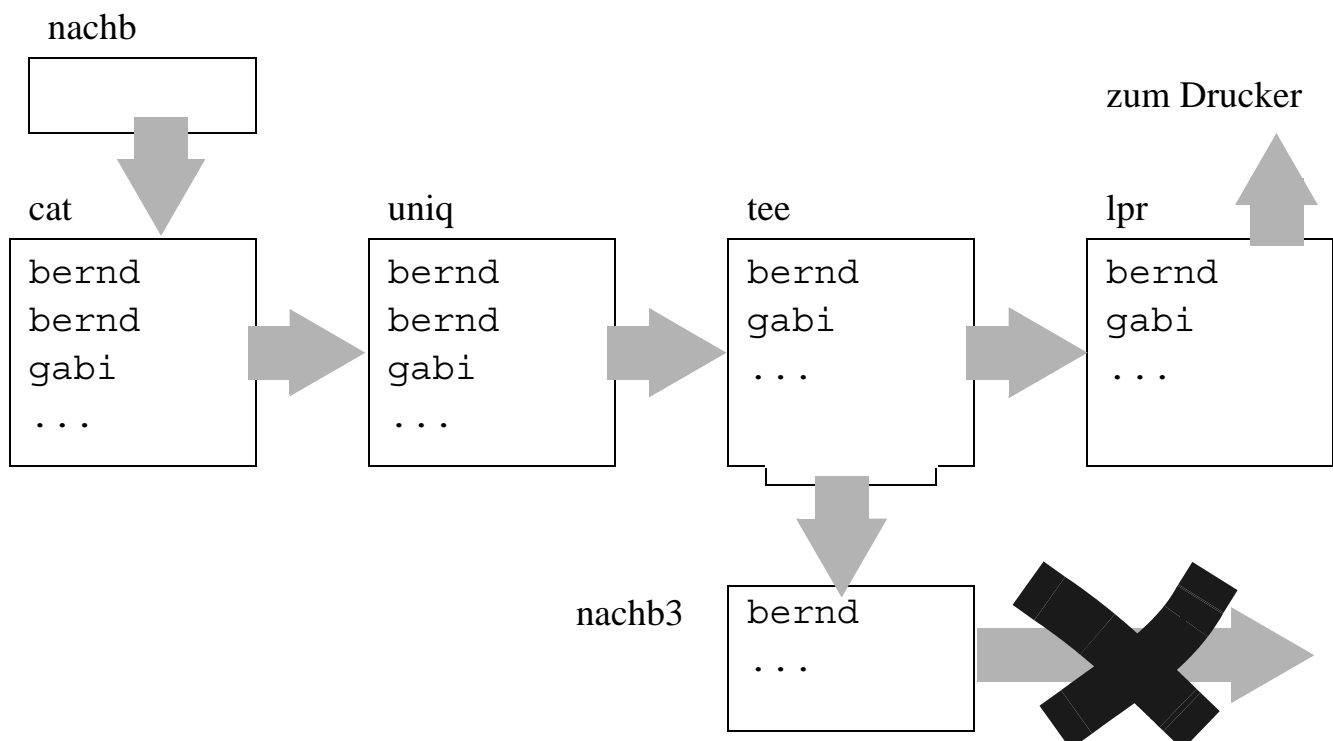 nachb
zum Drucker
cat
bernd
bernd
gabi
...
uniq
bernd
bernd
gabi
...
tee
bernd
gabi
...
lpr
bernd
gabi
...
nachb3
bernd
...